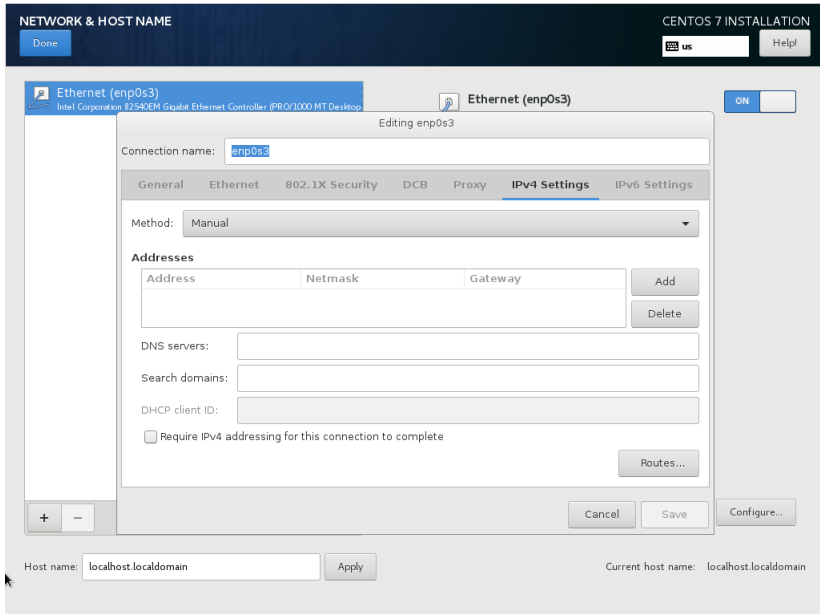 NETWORK & HOST NAME
CENTOS 7 INSTALLATION
Done
us
Help!
Ethernet (enp0s3)
Intel Corporation 82540EM Gigabit Ethernet Controller (PRO/1000 MT Desktop
Ethernet (enp0s3)
ON
Editing enp0s3
Connection name: enp0s3
General Ethernet 802.1X Security DCB Proxy IPv4 Settings IPv6 Settings
Method: Manual
Addresses
Address Netmask Gateway
Add
Delete
DNS servers:
Search domains:
DHCP client ID:
Require IPv4 addressing for this connection to complete
Routes...
Cancel Save
Configure...
Host name: localhost.localdomain Apply Current host name: localhost.localdomain